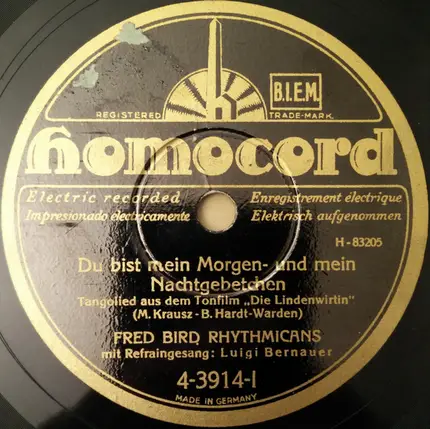 B.I.E.M.
REGISTERED TRADE-MARK.
homocord
Electric recorded Enregistrement électrique
Impresionado electricamente Elektrisch aufgenommen
H-83205
Du bist mein Morgen- und mein
Nachtgebetchen
Tangolied aus dem Tonfilm „Die Lindenwirtin"
(M. Krausz - B. Hardt-Warden)
FRED BIRD RHYTHMICANS
mit Refraingesang: Luigi Bernauer
4-3914-I
MADE IN GERMANY